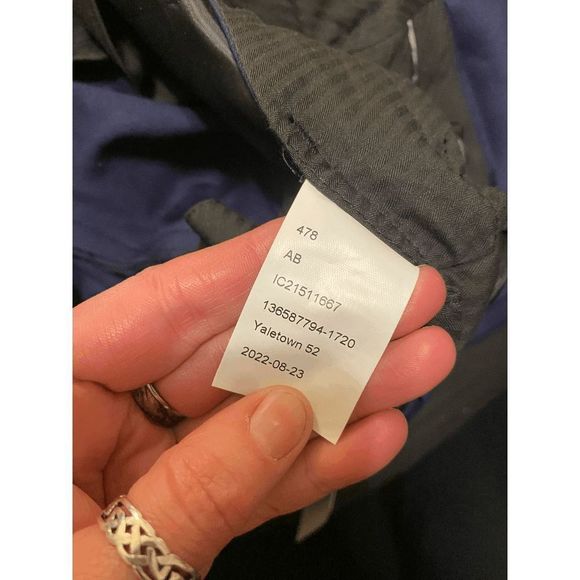 478
AB
IC21511667
136587794-1720
Yaletown 52
2022-08-23